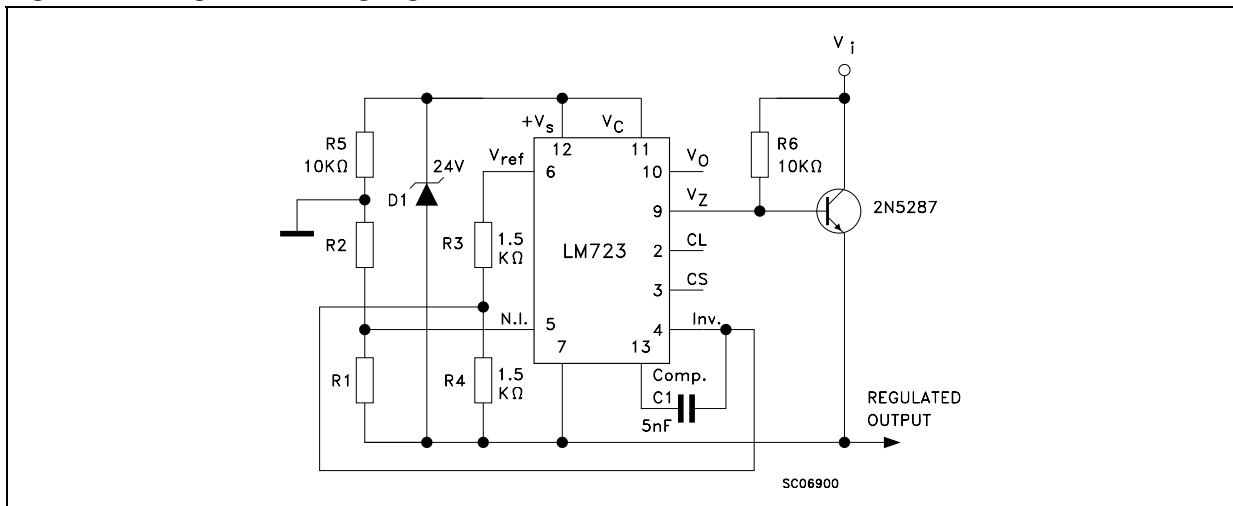 V i
+V s
V C
R5
10KΩ
12
11
R6
10KΩ
V ref
24V
6
10
V O
D1
9
V Z
2N5287
R2
R3
1.5
KΩ
LM723
2
CL
3
CS
N.I.
5
4
Inv.
7
13
R1
R4
1.5
KΩ
Comp.
C1
5nF
REGULATED
OUTPUT
SC06900